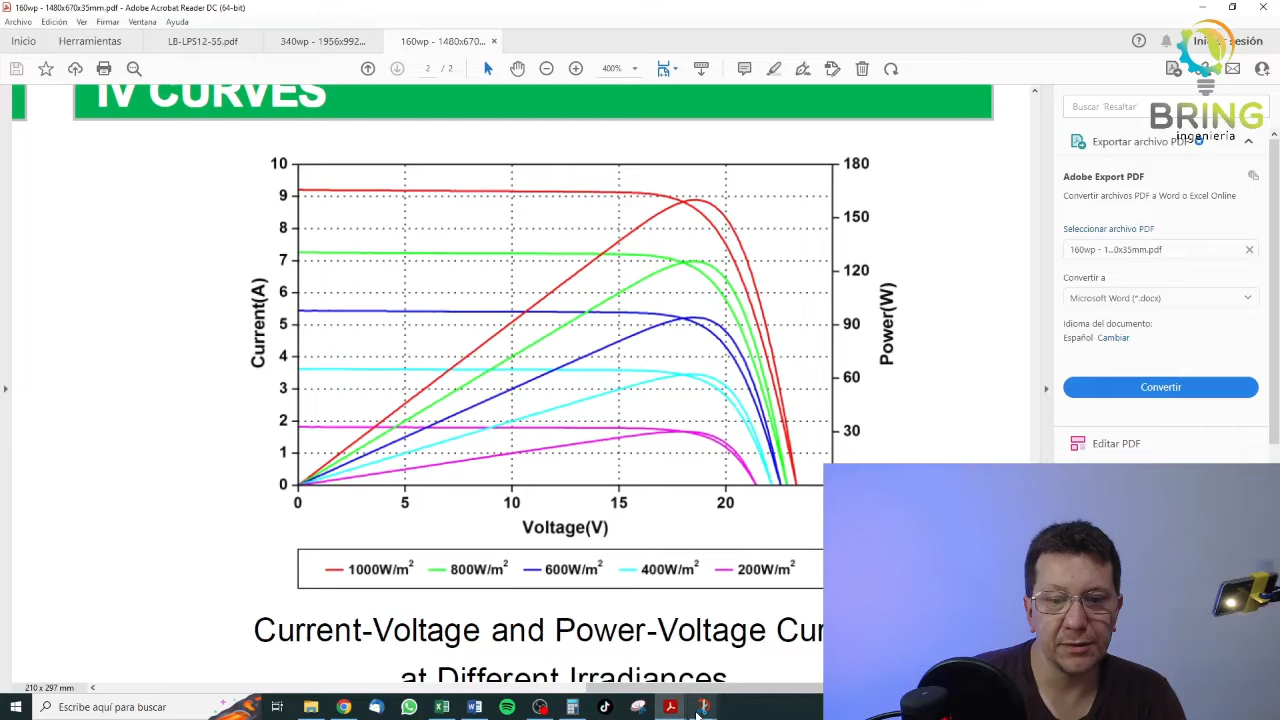 160wp - 1480x670x35mm.pdf - Adobe Acrobat Reader DC (64-bit)
Archivo Edición Ver Firmar Ventana Ayuda
Inicio Herramientas LB-LPS12-55.pdf 340wp - 1956x992... 160wp - 1480x670...
2 / 2 400%
BRING
ingeniería
IV CURVES
Exportar archivo PDF
Adobe Export PDF
Convertir archivos PDF a Word o Excel Online
Seleccionar archivo PDF
160wp - 1...0x35mm.pdf
Convertir a
Microsoft Word (*.docx)
Idioma del documento:
Español Cambiar
Convertir
Editar PDF
10 180
9
8 150
7
6 120
5 90
4
3 60
2
1 30
0
Current(A)
Power(W)
0 5 10 15 20
Voltage(V)
1000W/m² 800W/m² 600W/m² 400W/m² 200W/m²
Current-Voltage and Power-Voltage Cu
at Different Irradiances
210 x 297 mm
Escribe aquí para buscar